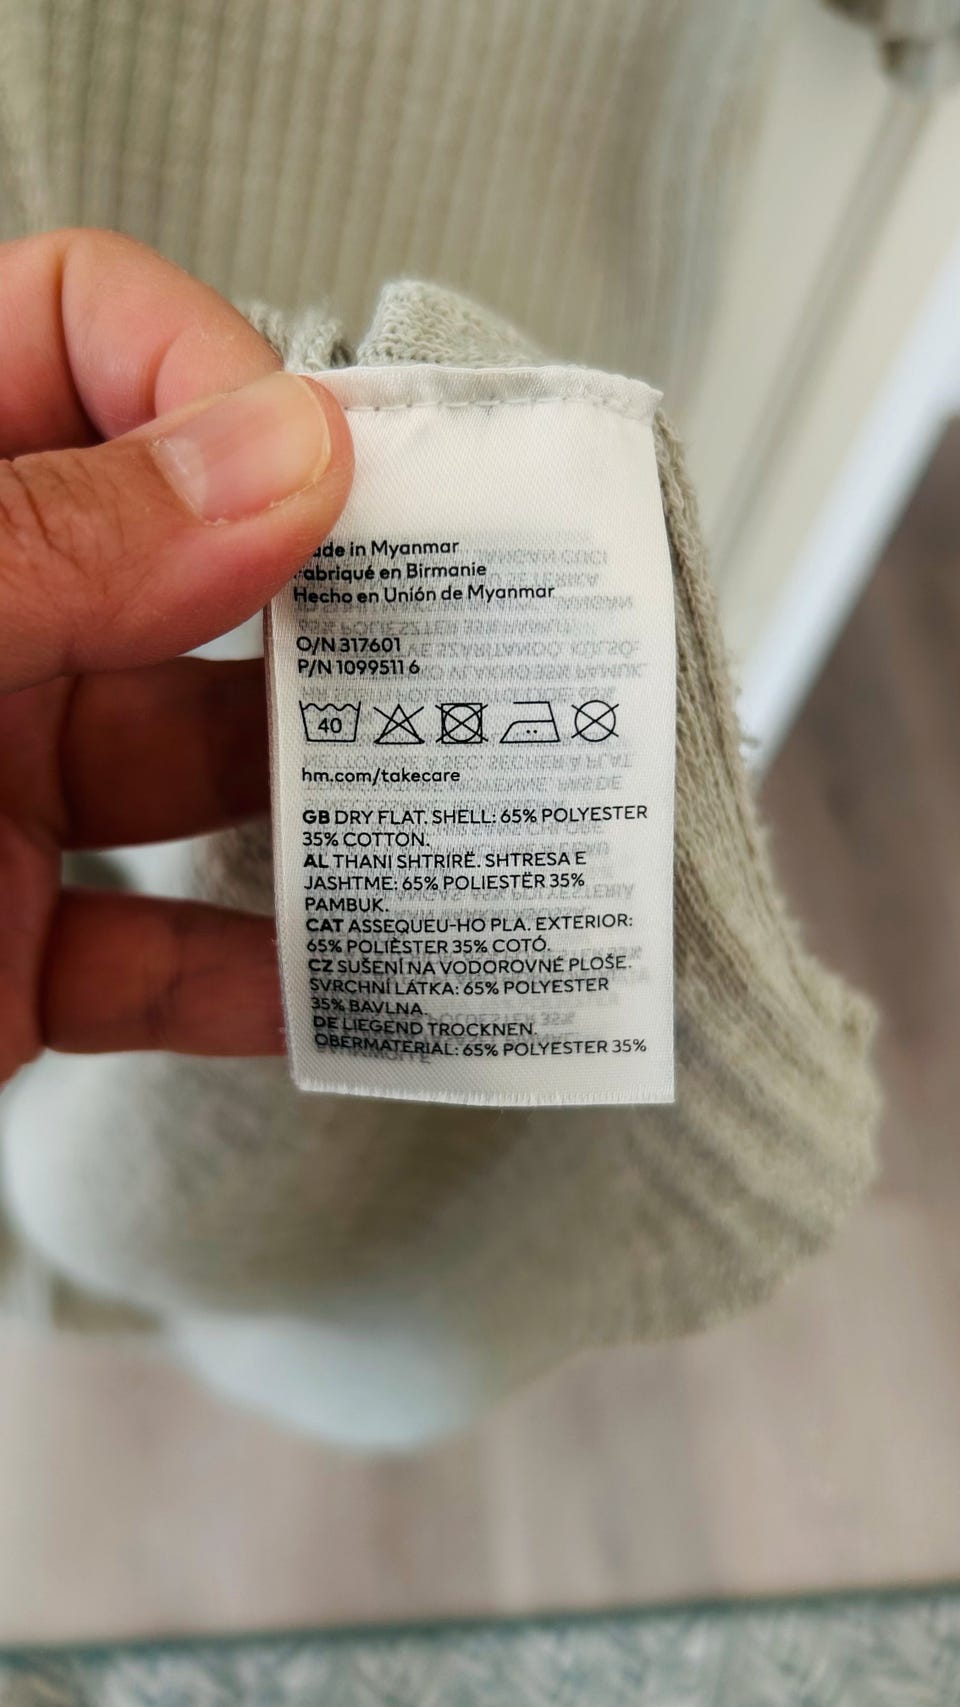 in Myanmar
Fabriqué en Birmanie
Hecho en Unión de Myanmar
O/N 317601
P/N 1099511 6
40
hm.com/takecare
GB DRY FLAT. SHELL: 65% POLYESTER
35% COTTON.
AL THANI SHTRIRË. SHTRESA E
JASHTME: 65% POLIESTËR 35%
PAMBUK.
CAT ASSEQUEU-HO PLA. EXTERIOR:
65% POLIÈSTER 35% COTÓ.
CZ SUŠENÍ NA VODOROVNÉ PLOŠE.
SVRCHNÍ LÁTKA: 65% POLYESTER
35% BAVLNA.
DE LIEGEND TROCKNEN.
OBERMATERIAL: 65% POLYESTER 35%